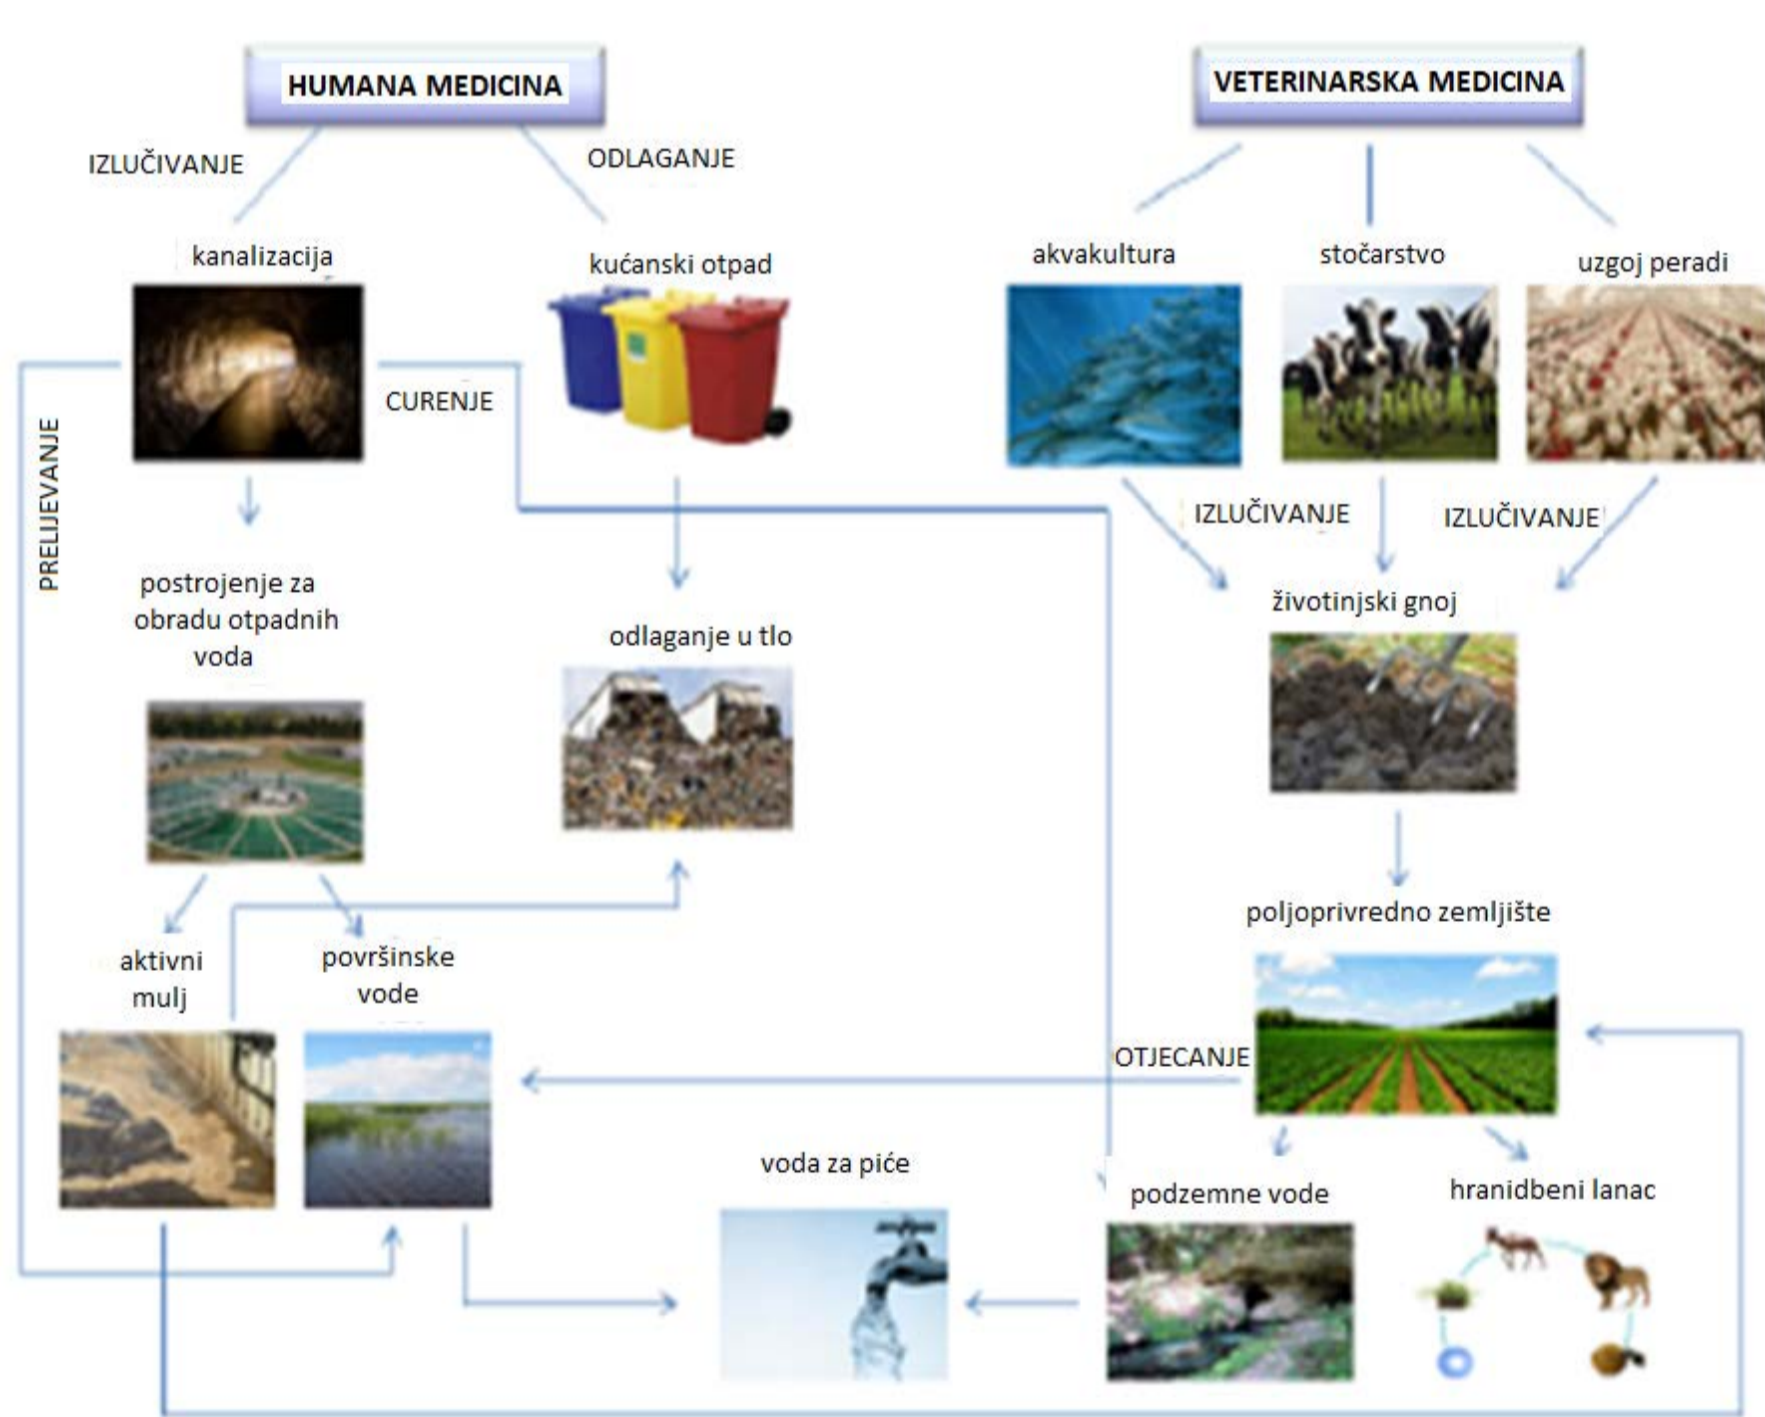 HUMANA MEDICINA
VETERINARSKA MEDICINA
IZLUČIVANJE
ODLAGANJE
kanalizacija
kućanski otpad
akvakultura
stočarstvo
uzgoj peradi
CURENJE
PRELIJEVANJE
IZLUČIVANJE
IZLUČIVANJE
postrojenje za
obradu otpadnih
voda
odlaganje u tlo
životinjski gnoj
poljoprivredno zemljište
aktivni
mulj
površinske
vode
OTJECANJE
voda za piće
podzemne vode
hranidbeni lanac